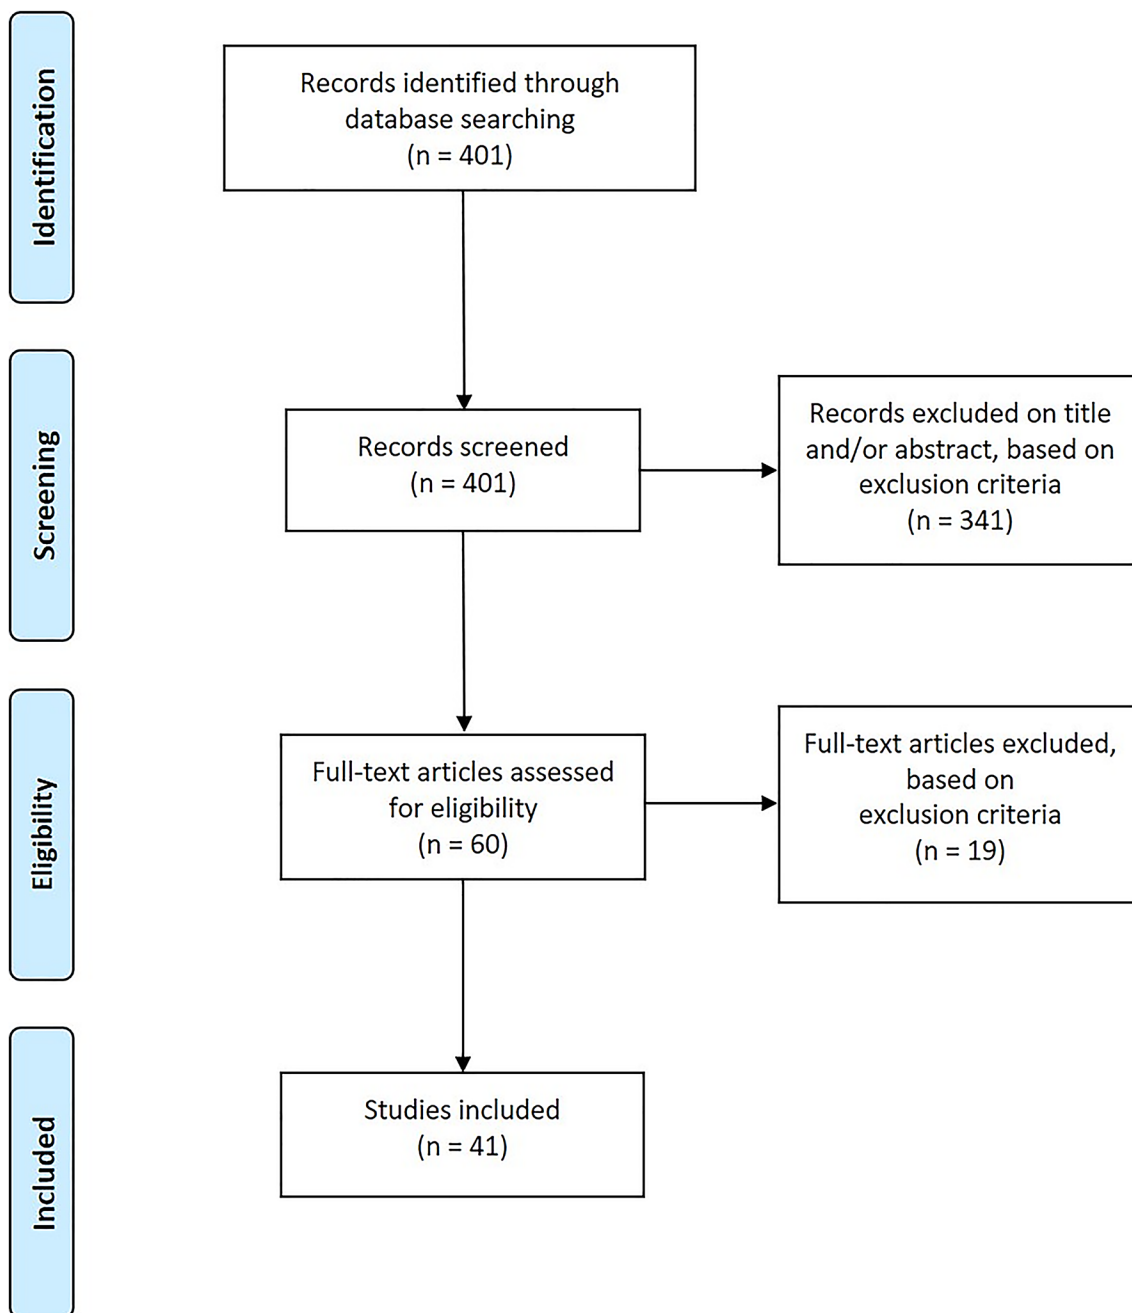 Identification
Records identified through
database searching
(n = 401)
Screening
Records screened
(n = 401)
Records excluded on title
and/or abstract, based on
exclusion criteria
(n = 341)
Eligibility
Full-text articles assessed
for eligibility
(n = 60)
Full-text articles excluded,
based on
exclusion criteria
(n = 19)
Included
Studies included
(n = 41)